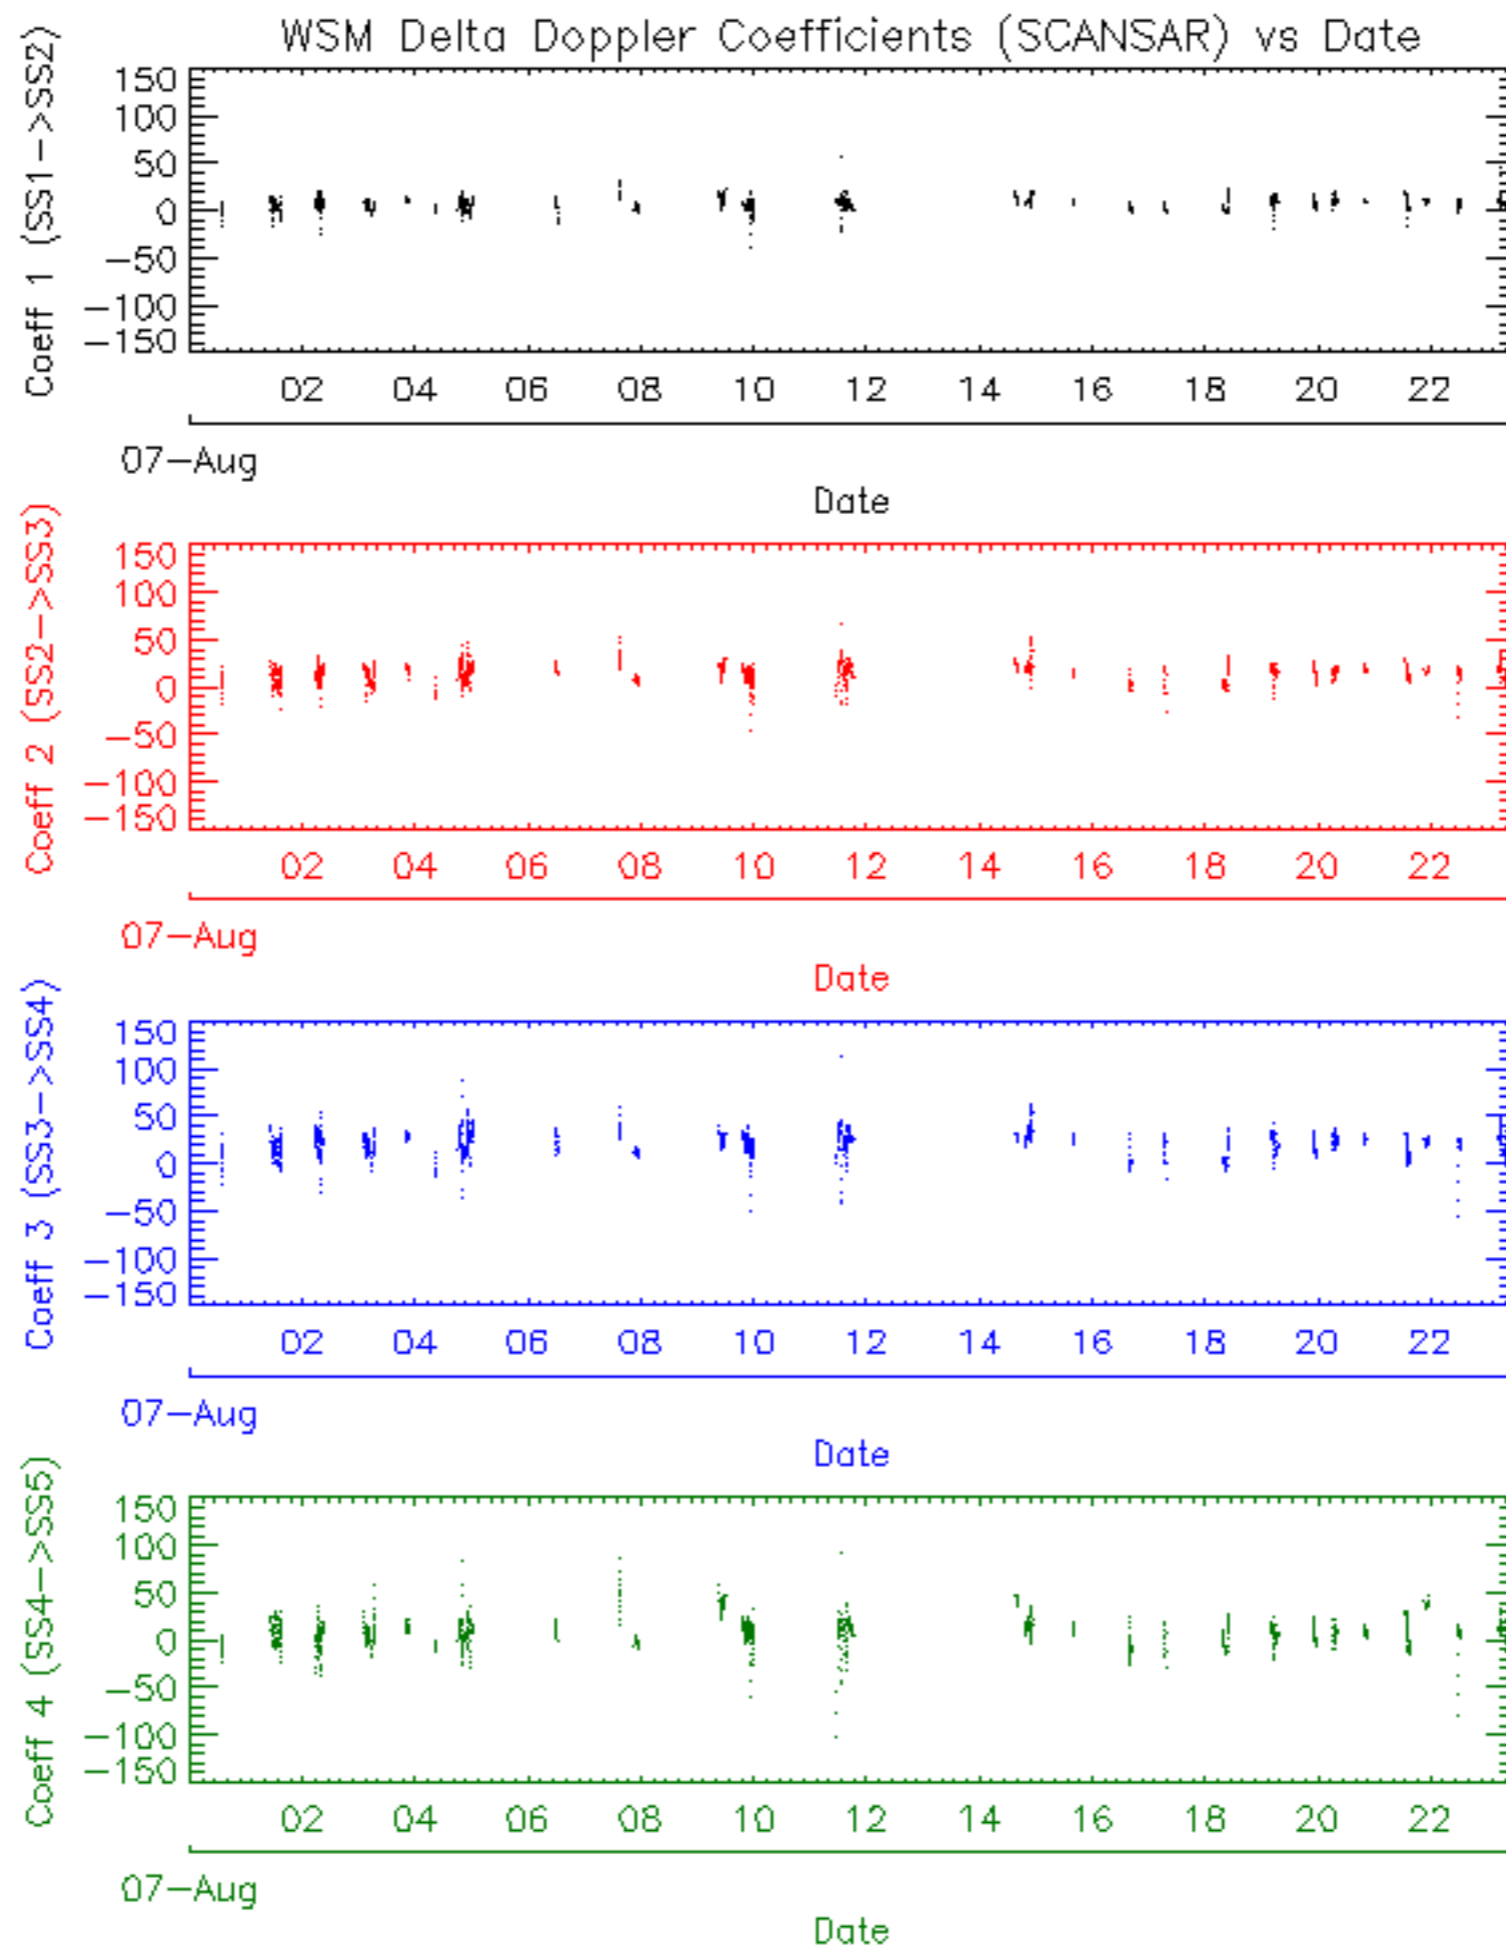 WSM Delta Doppler Coefficients (SCANSAR) vs Date
Coeff 1 (SS1->SS2)
150
100
50
0
-50
-100
-150
02 04 06 08 10 12 14 16 18 20 22
07-Aug
Date
Coeff 2 (SS2->SS3)
150
100
50
0
-50
-100
-150
02 04 06 08 10 12 14 16 18 20 22
07-Aug
Date
Coeff 3 (SS3->SS4)
150
100
50
0
-50
-100
-150
02 04 06 08 10 12 14 16 18 20 22
07-Aug
Date
Coeff 4 (SS4->SS5)
150
100
50
0
-50
-100
-150
02 04 06 08 10 12 14 16 18 20 22
07-Aug
Date